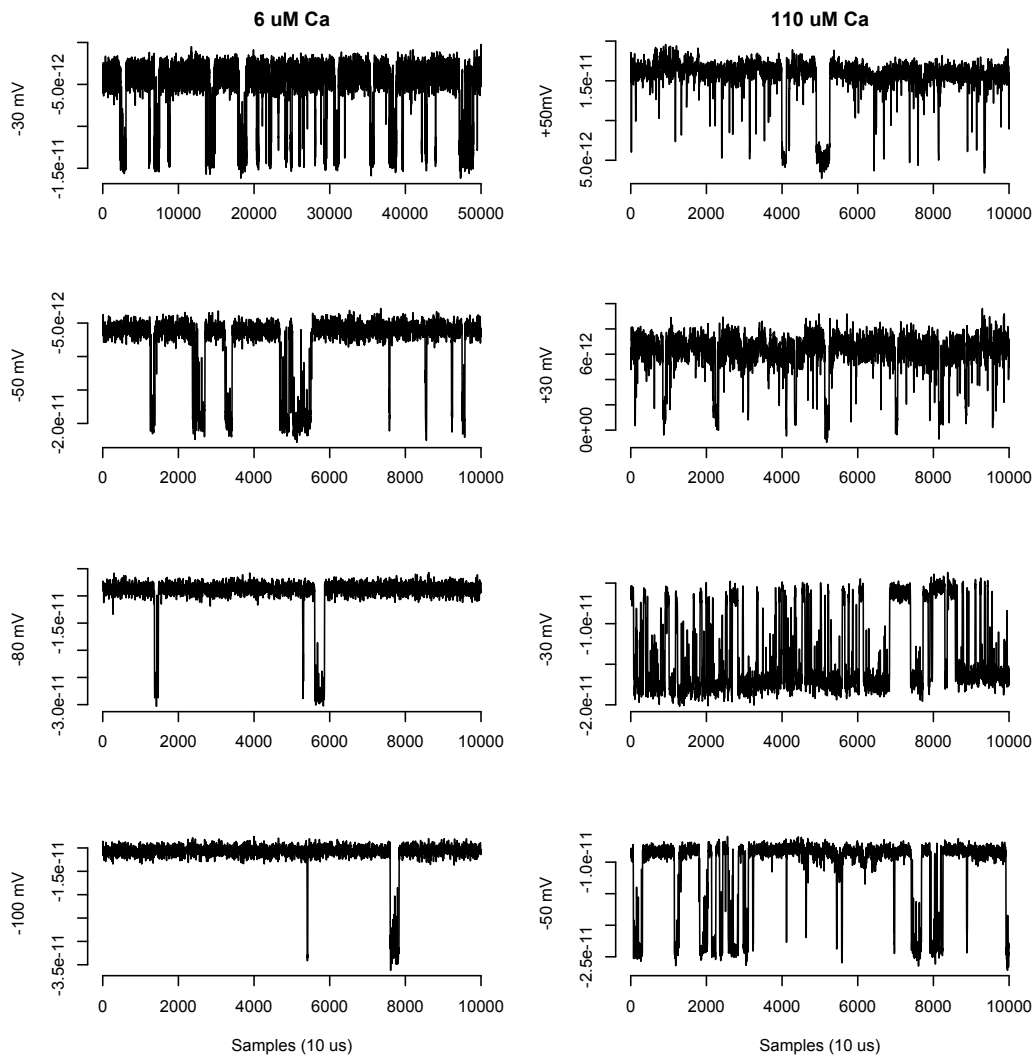 6 uM Ca
-30 mV
-5.0e-12
-1.5e-11
0 10000 20000 30000 40000 50000
-50 mV
-5.0e-12
-2.0e-11
0 2000 4000 6000 8000 10000
-80 mV
-1.5e-11
-3.0e-11
0 2000 4000 6000 8000 10000
-100 mV
-1.5e-11
-3.5e-11
0 2000 4000 6000 8000 10000
Samples (10 us)
110 uM Ca
+50mV
1.5e-11
5.0e-12
0 2000 4000 6000 8000 10000
+30 mV
6e-12
0e+00
0 2000 4000 6000 8000 10000
-30 mV
-1.0e-11
-2.0e-11
0 2000 4000 6000 8000 10000
-50 mV
-1.0e-11
-2.5e-11
0 2000 4000 6000 8000 10000
Samples (10 us)